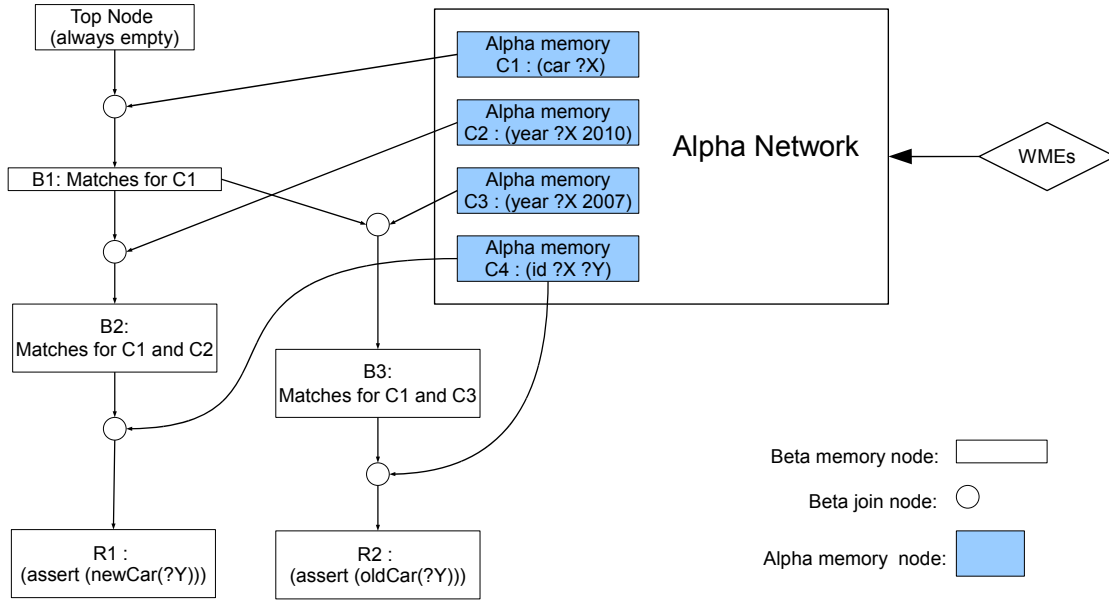 Top Node
(always empty)
Alpha memory
C1 : (car ?X)
Alpha memory
C2 : (year ?X 2010)
Alpha Network
WMEs
B1: Matches for C1
Alpha memory
C3 : (year ?X 2007)
Alpha memory
C4 : (id ?X ?Y)
B2:
Matches for C1 and C2
B3:
Matches for C1 and C3
Beta memory node:
Beta join node:
R1 :
(assert (newCar(?Y)))
R2 :
(assert (oldCar(?Y)))
Alpha memory node: